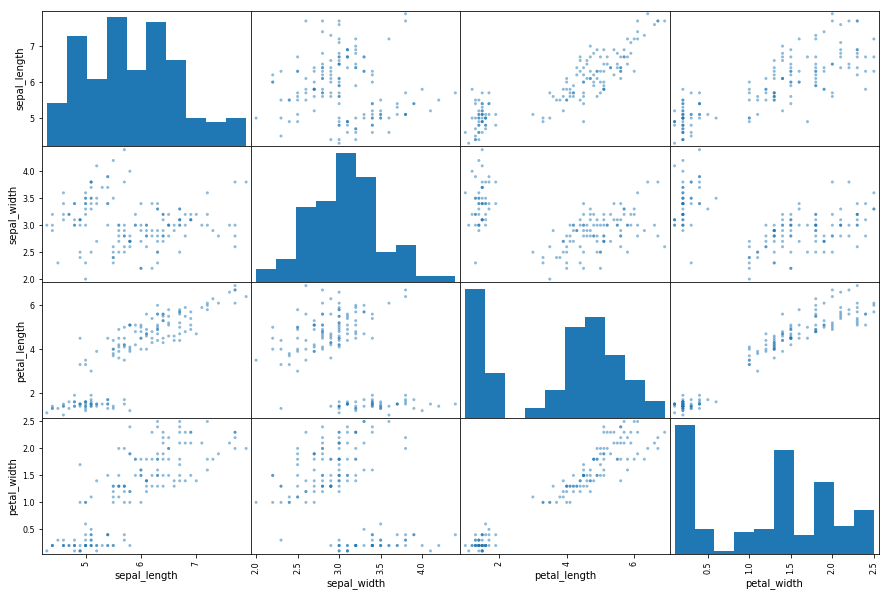 sepal_length
7
6
5
sepal_width
4.0
3.5
3.0
2.5
2.0
petal_length
6
4
2
petal_width
2.5
2.0
1.5
1.0
0.5
5 6 7 2.0 2.5 3.0 3.5 4.0 2 4 6 0.5 1.0 1.5 2.0 2.5
sepal_length sepal_width petal_length petal_width